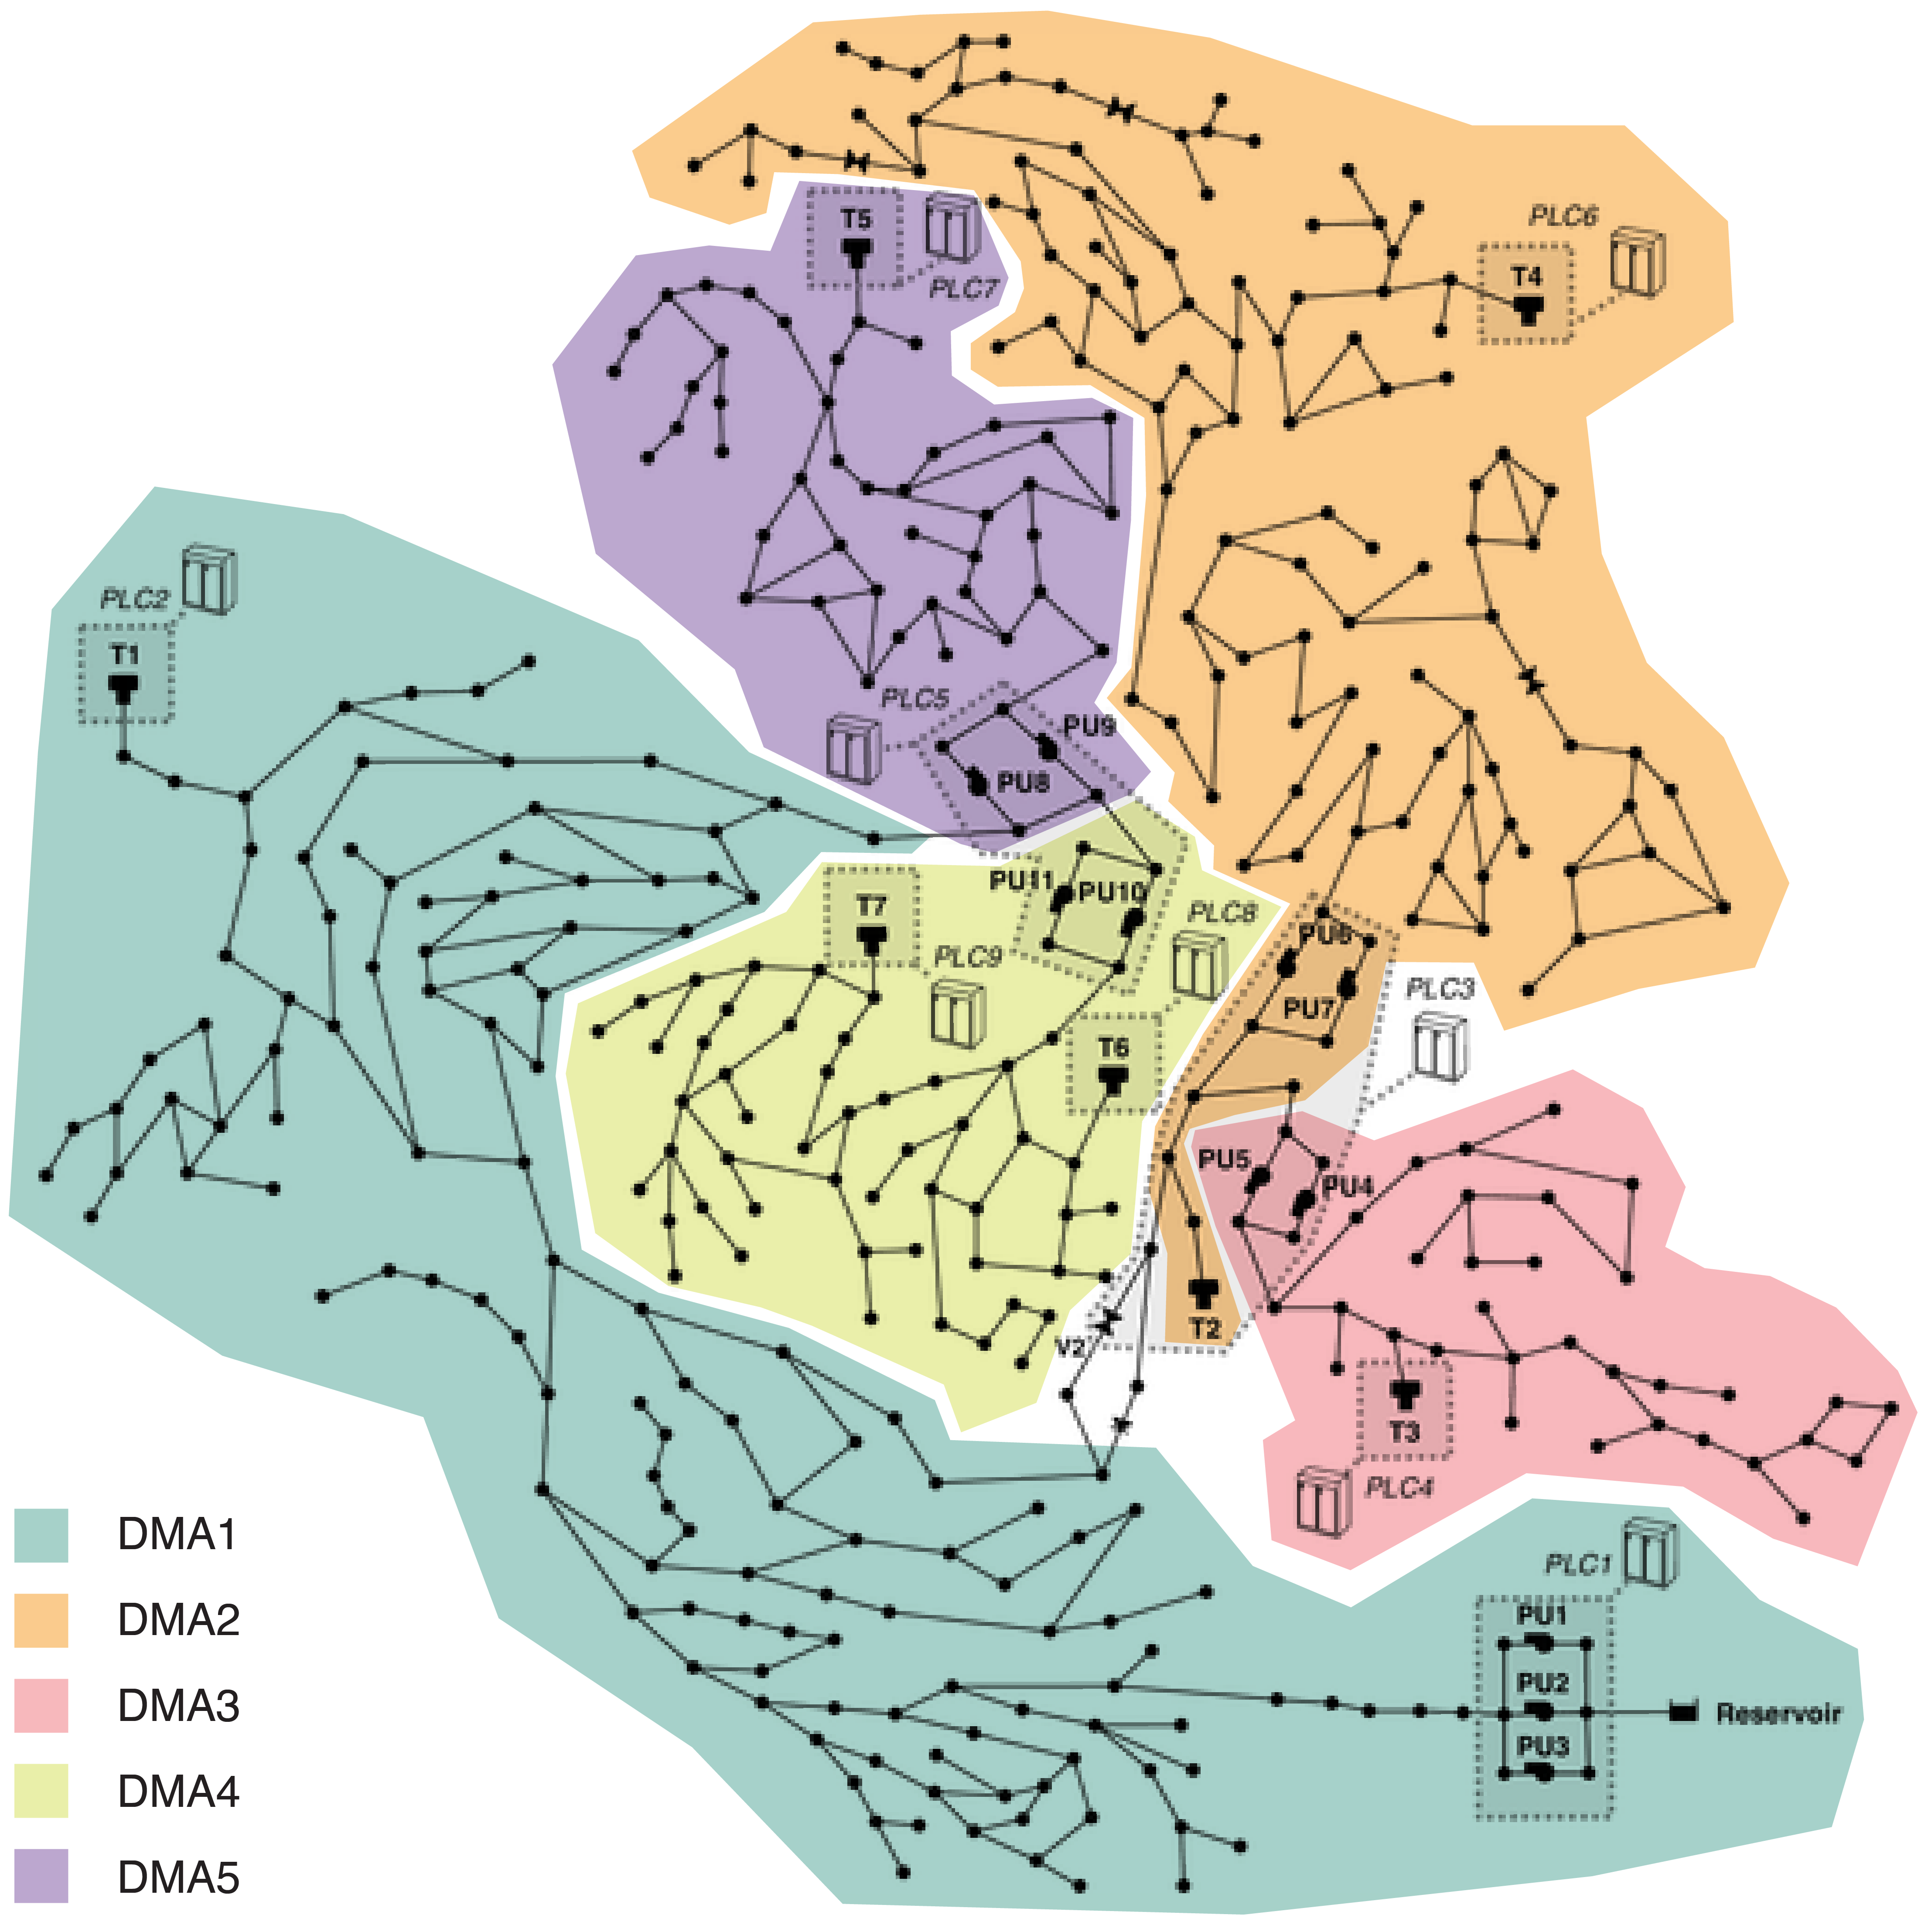 T5
PLC7
PLC6
T4
PLC2
T1
PLC5
PU9
PU8
PU11
PU10
T7
PLC8
PLC9
PU6
PU7
PLC3
T6
PU5
PU4
V2
T2
T3
PLC4
DMA1
DMA2
DMA3
DMA4
DMA5
PLC1
PU1
PU2
Reservoir
PU3